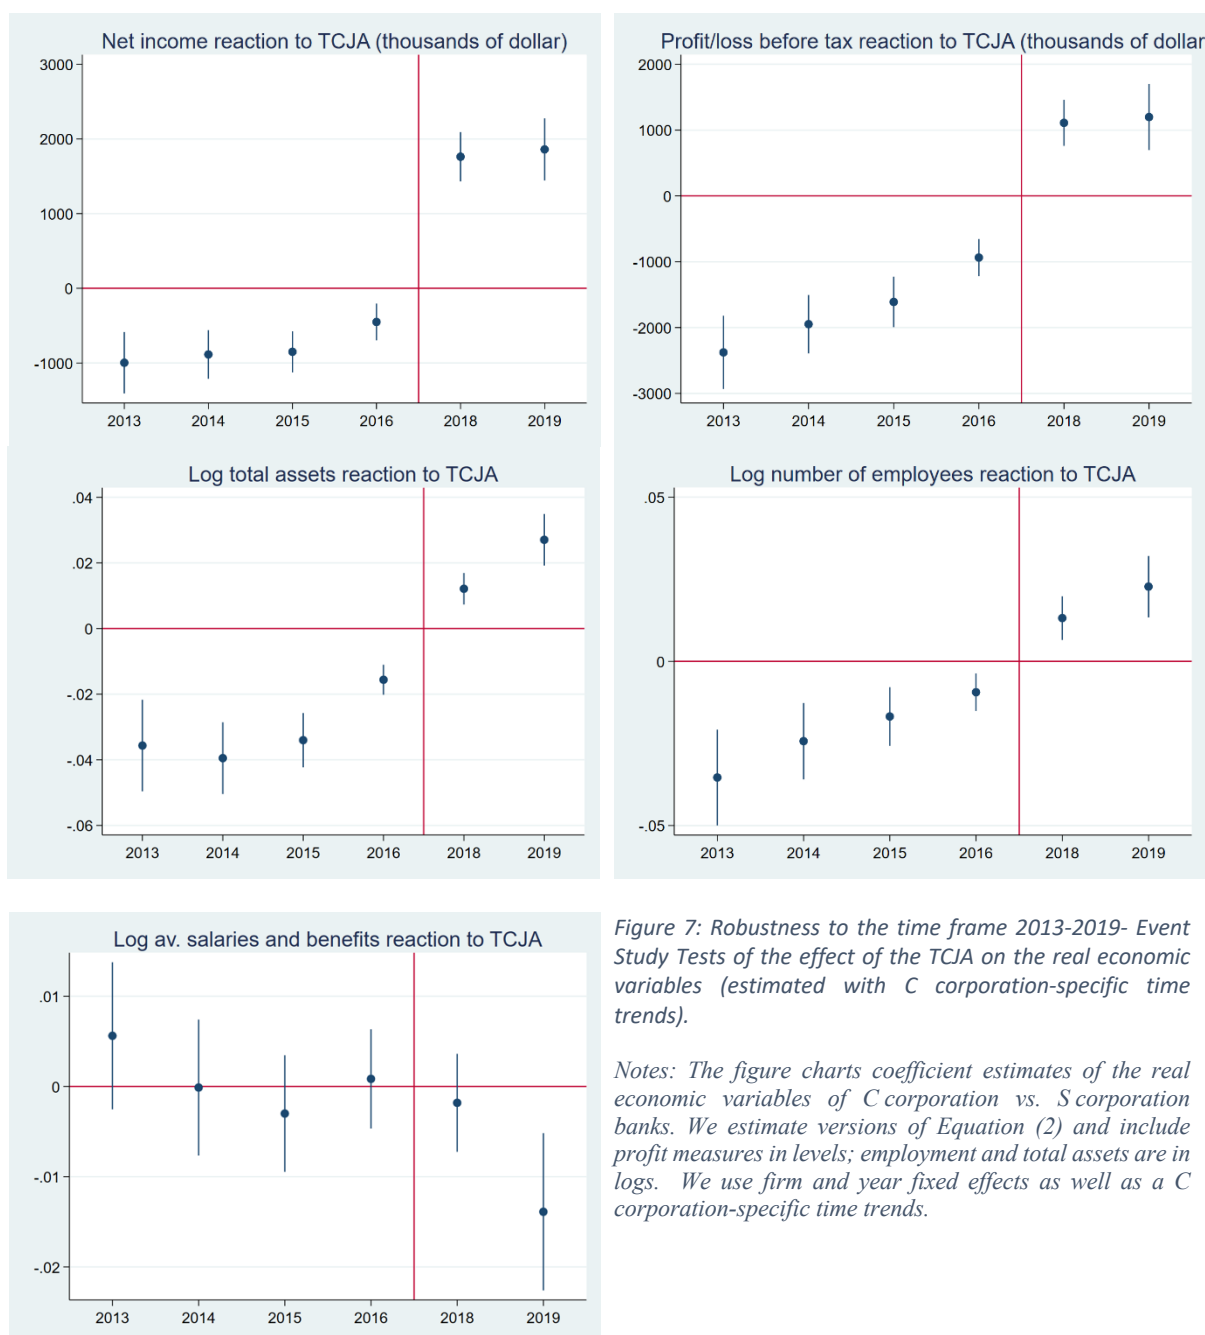 Net income reaction to TCJA (thousands of dollar)
3000
2000
1000
0
-1000
2013 2014 2015 2016 2018 2019
Profit/loss before tax reaction to TCJA (thousands of dollar
2000
1000
0
-1000
-2000
-3000
2013 2014 2015 2016 2018 2019
Log total assets reaction to TCJA
.04
.02
0
-.02
-.04
-.06
2013 2014 2015 2016 2018 2019
Log number of employees reaction to TCJA
.05
0
-.05
2013 2014 2015 2016 2018 2019
Log av. salaries and benefits reaction to TCJA
.01
0
-.01
-.02
2013 2014 2015 2016 2018 2019
Figure 7: Robustness to the time frame 2013-2019- Event
Study Tests of the effect of the TCJA on the real economic
variables (estimated with C corporation-specific time
trends).
Notes: The figure charts coefficient estimates of the real
economic variables of C corporation vs. S corporation
banks. We estimate versions of Equation (2) and include
profit measures in levels; employment and total assets are in
logs. We use firm and year fixed effects as well as a C
corporation-specific time trends.